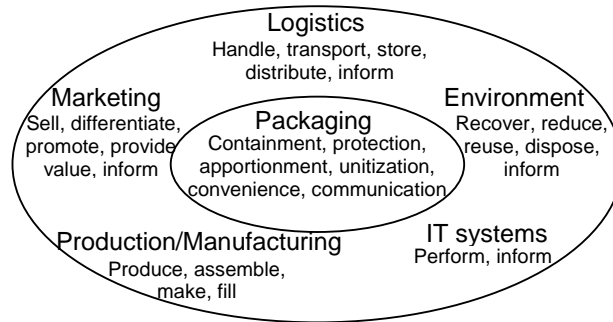 Logistics
Handle, transport, store,
distribute, inform
Marketing
Sell, differentiate,
promote, provide
value, inform
Packaging
Containment, protection,
apportionment, unitization,
convenience, communication
Environment
Recover, reduce,
reuse, dispose,
inform
Production/Manufacturing
Produce, assemble,
make, fill
IT systems
Perform, inform